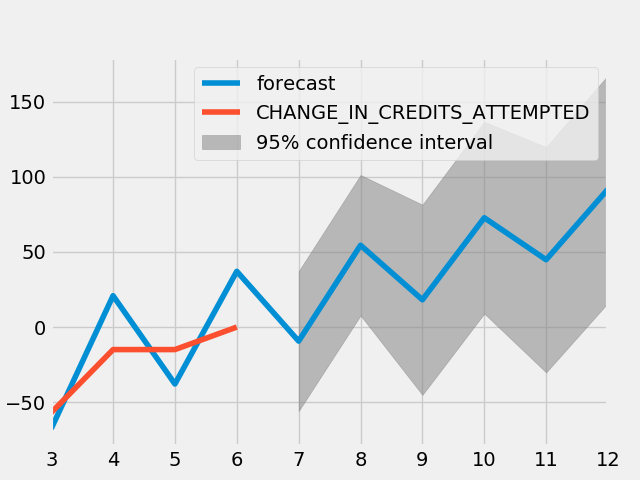 forecast
CHANGE_IN_CREDITS_ATTEMPTED
95% confidence interval
150
100
50
0
−50
3 4 5 6 7 8 9 10 11 12